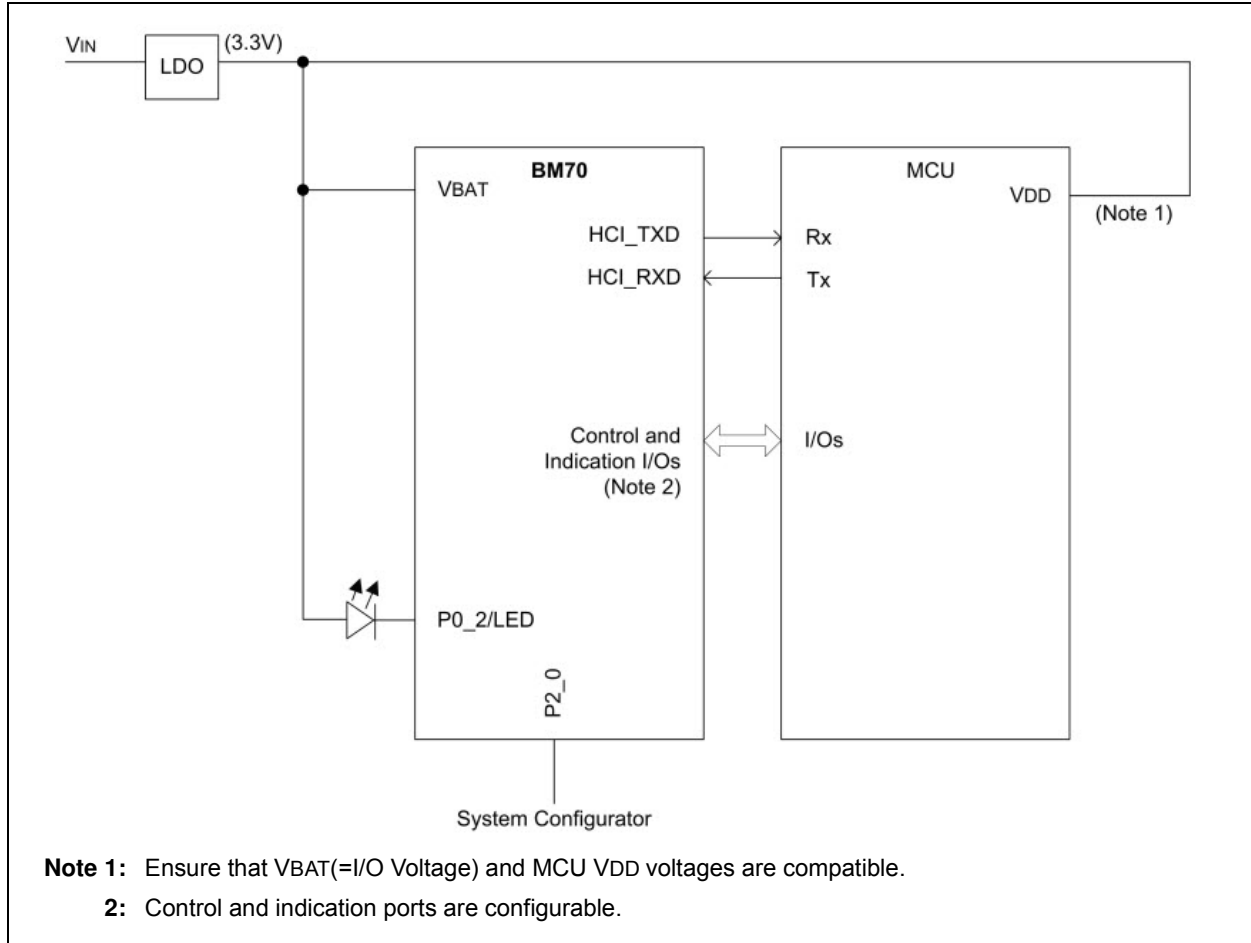 VIN
LDO
(3.3V)
BM70
MCU
VBAT
VDD
(Note 1)
HCI_TXD
Rx
HCI_RXD
Tx
Control and
Indication I/Os
(Note 2)
I/Os
P0_2/LED
P2_0
System Configurator
Note 1: Ensure that VBAT(=I/O Voltage) and MCU VDD voltages are compatible.
2: Control and indication ports are configurable.